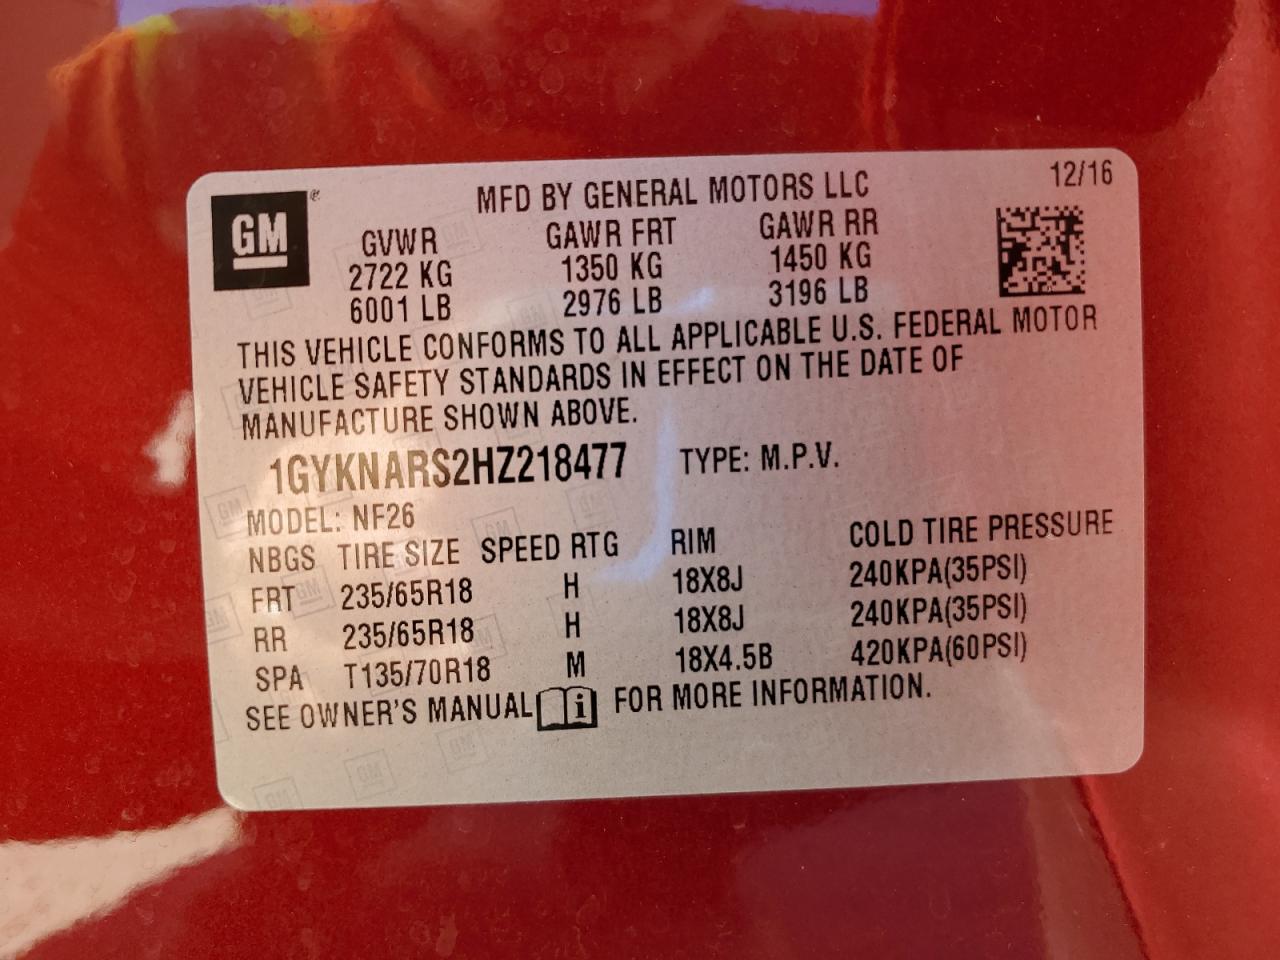 GM ® MFD BY GENERAL MOTORS LLC 12/16
GVWR GAWR FRT GAWR RR
2722 KG 1350 KG 1450 KG
6001 LB 2976 LB 3196 LB
THIS VEHICLE CONFORMS TO ALL APPLICABLE U.S. FEDERAL MOTOR
VEHICLE SAFETY STANDARDS IN EFFECT ON THE DATE OF
MANUFACTURE SHOWN ABOVE.
1GYKNARS2HZ218477 TYPE: M.P.V.
MODEL: NF26
NBGS TIRE SIZE SPEED RTG RIM COLD TIRE PRESSURE
FRT 235/65R18 H 18X8J 240KPA(35PSI)
RR 235/65R18 H 18X8J 240KPA(35PSI)
SPA T135/70R18 M 18X4.5B 420KPA(60PSI)
SEE OWNER'S MANUAL i FOR MORE INFORMATION.